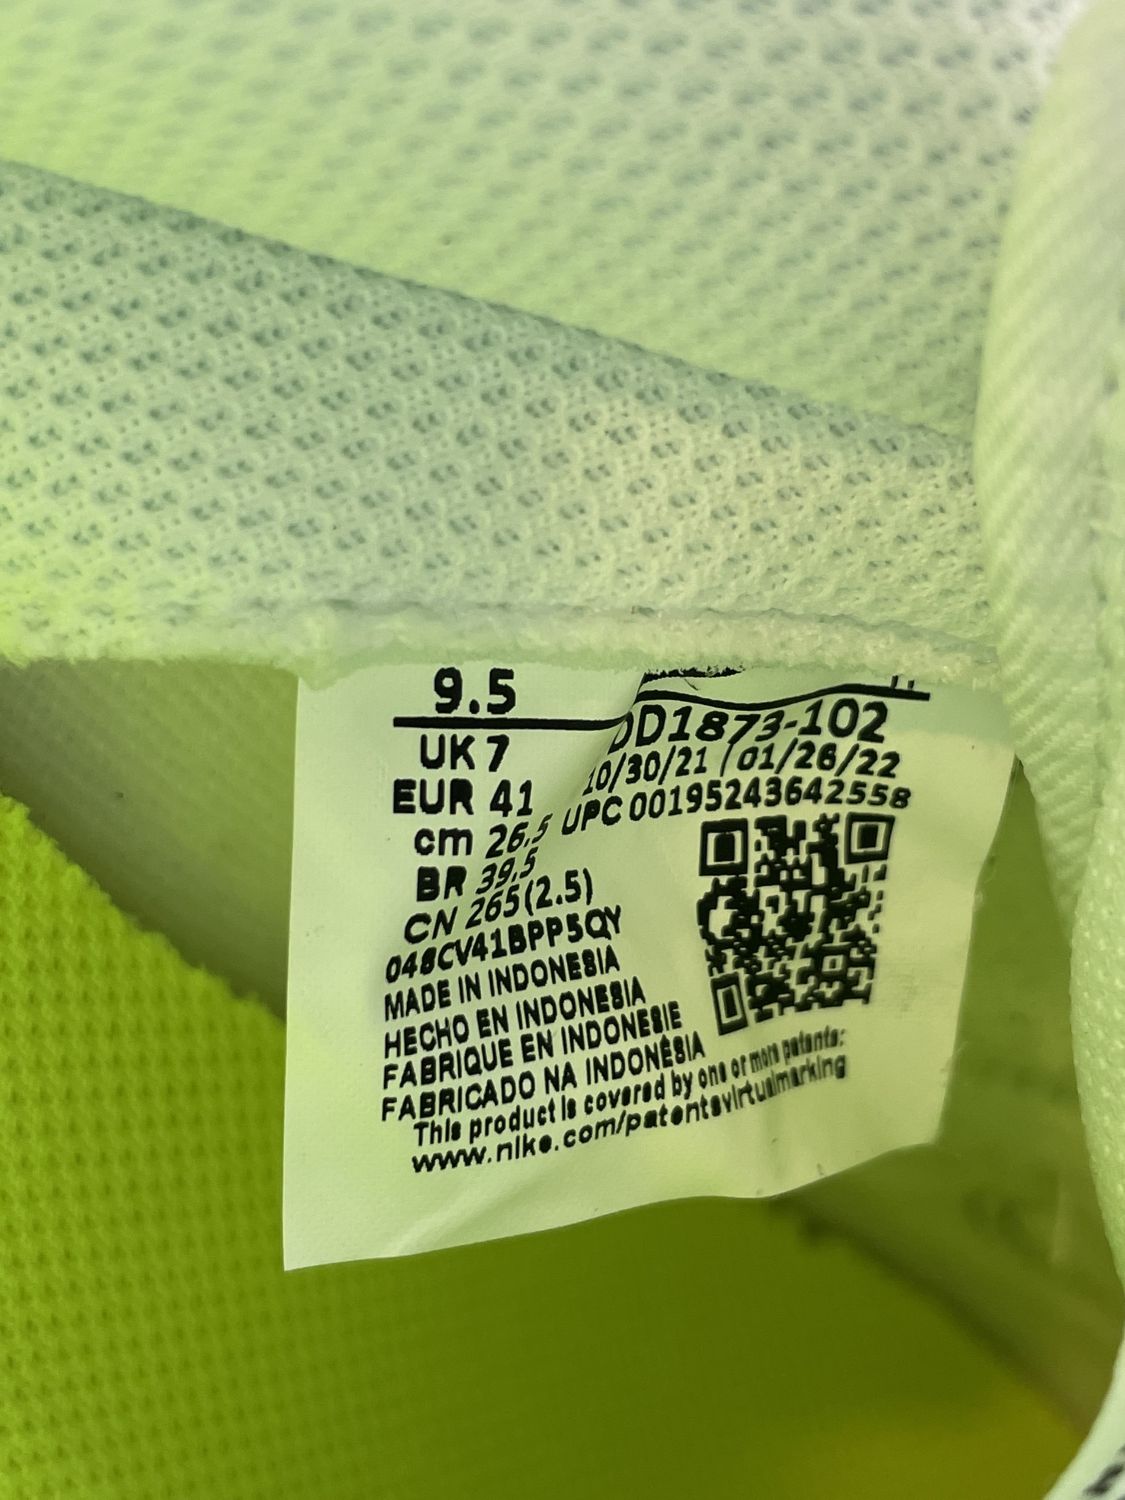 9.5
UK 7
EUR 41
cm 26.5
BR 39.5
CN 265(2.5)
048CV41BPP5QY
MADE IN INDONESIA
HECHO EN INDONESIA
FABRIQUE EN INDONESIE
FABRICADO NA INDONÉSIA
This product is covered by one or more patents:
www.nike.com/patentsvirtualmarking
DD1873-102
10/30/21 / 01/26/22
UPC 00195243642558